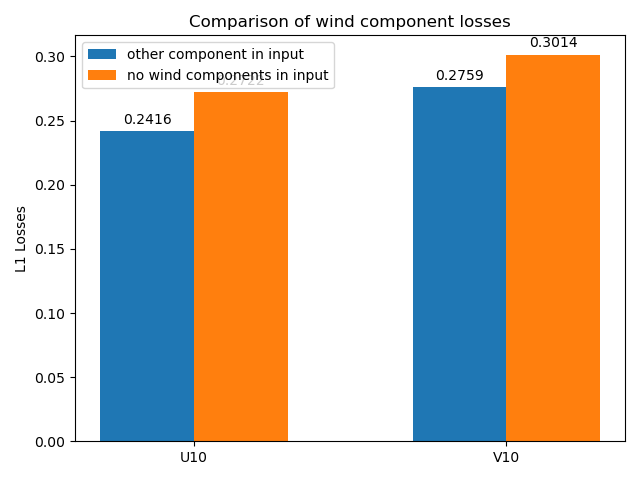 Comparison of wind component losses
other component in input
no wind components in input
0.2416
0.2722
0.2759
0.3014
L1 Losses
0.30
0.25
0.20
0.15
0.10
0.05
0.00
U10
V10